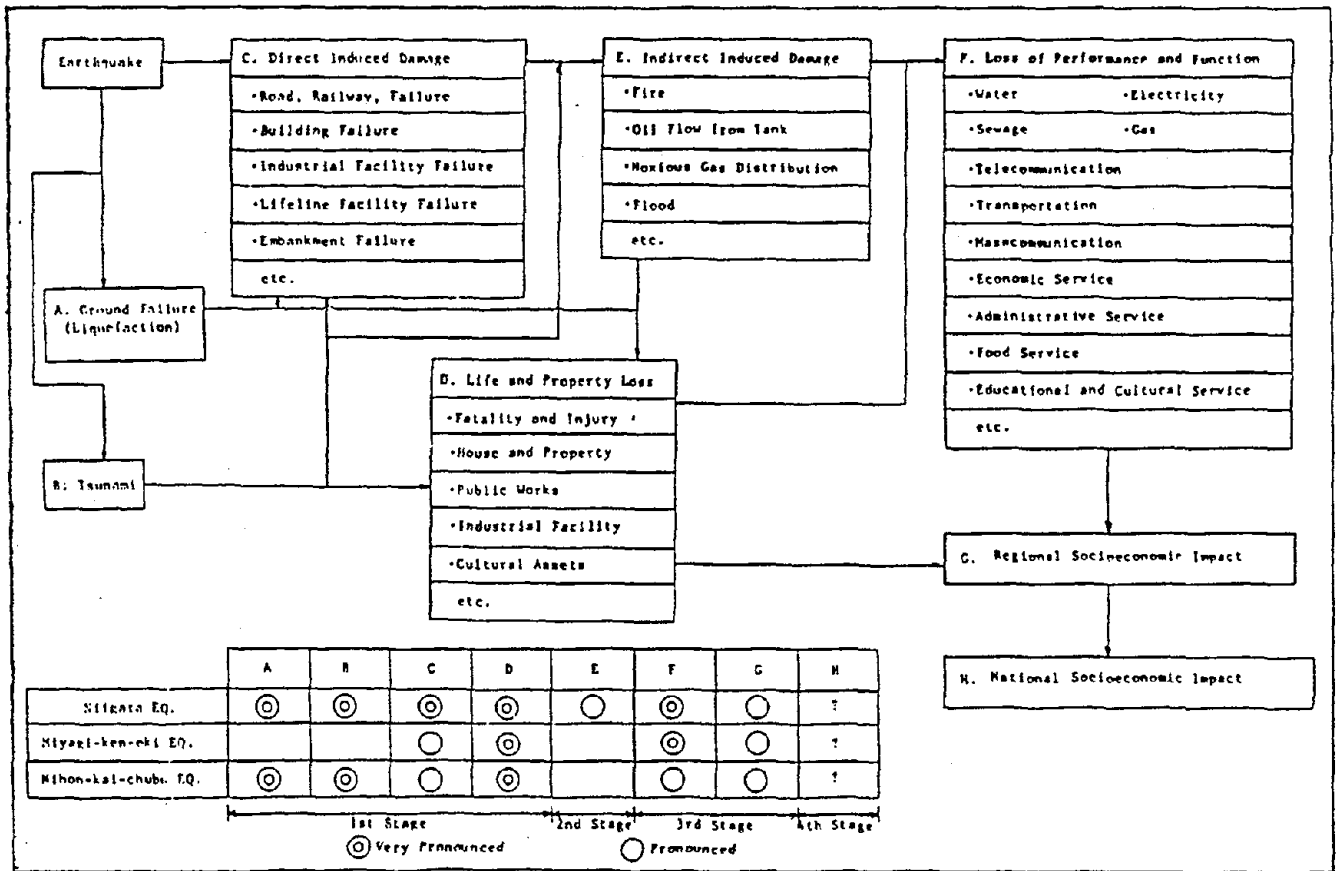 Earthquake
C. Direct Induced Damage
·Road, Railway, Failure
·Building Failure
·Industrial Facility Failure
·Lifeline Facility Failure
·Embankment Failure
etc.
E. Indirect Induced Damage
·Fire
·Oil Flow from Tank
·Noxious Gas Distribution
·Flood
etc.
F. Loss of Performance and Function
·Water ·Electricity
·Sewage ·Gas
·Telecommunication
·Transportation
·Masscommunication
·Economic Service
·Administrative Service
·Food Service
·Educational and Cultural Service
etc.
A. Ground Failure
(Liquefaction)
B. Tsunami
D. Life and Property Loss
·Fatality and Injury
·House and Property
·Public Works
·Industrial Facility
·Cultural Assets
etc.
G. Regional Socioeconomic Impact
H. National Socioeconomic Impact
A B C D E F G H
Niigata EQ. ◎ ◎ ◎ ◎ ○ ◎ ○ ?
Miyagi-ken-oki EQ. ○ ◎ ◎ ○ ?
Nihon-kai-chubu EQ. ◎ ◎ ○ ◎ ○ ○ ?
1st Stage 2nd Stage 3rd Stage 4th Stage
◎ Very Pronounced ○ Pronounced